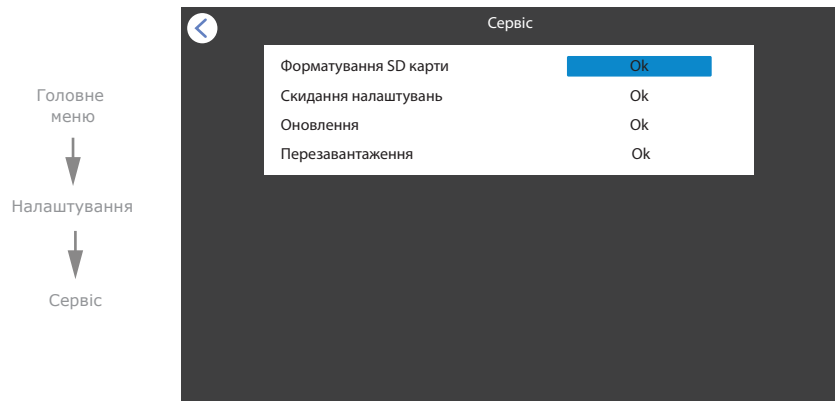 Головне
меню
Налаштування
Сервіс
Сервіс
Форматування SD карти Ok
Скидання налаштувань Ok
Оновлення Ok
Перезавантаження Ok